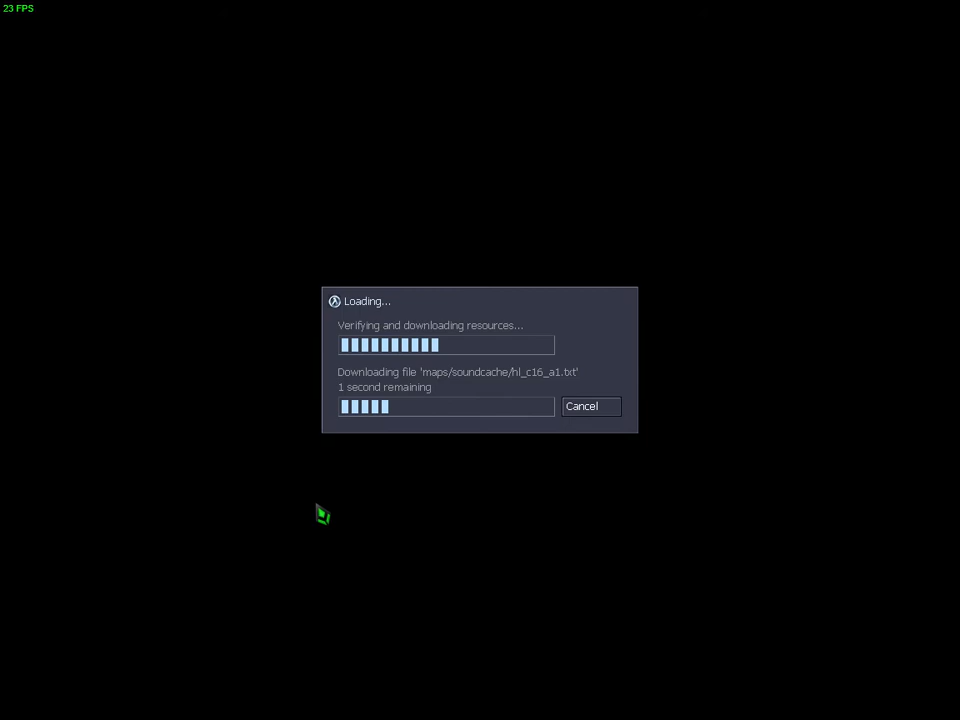 23 FPS
Loading...
Verifying and downloading resources...
Downloading file 'maps/soundcache/hl_c16_a1.txt'
1 second remaining
Cancel